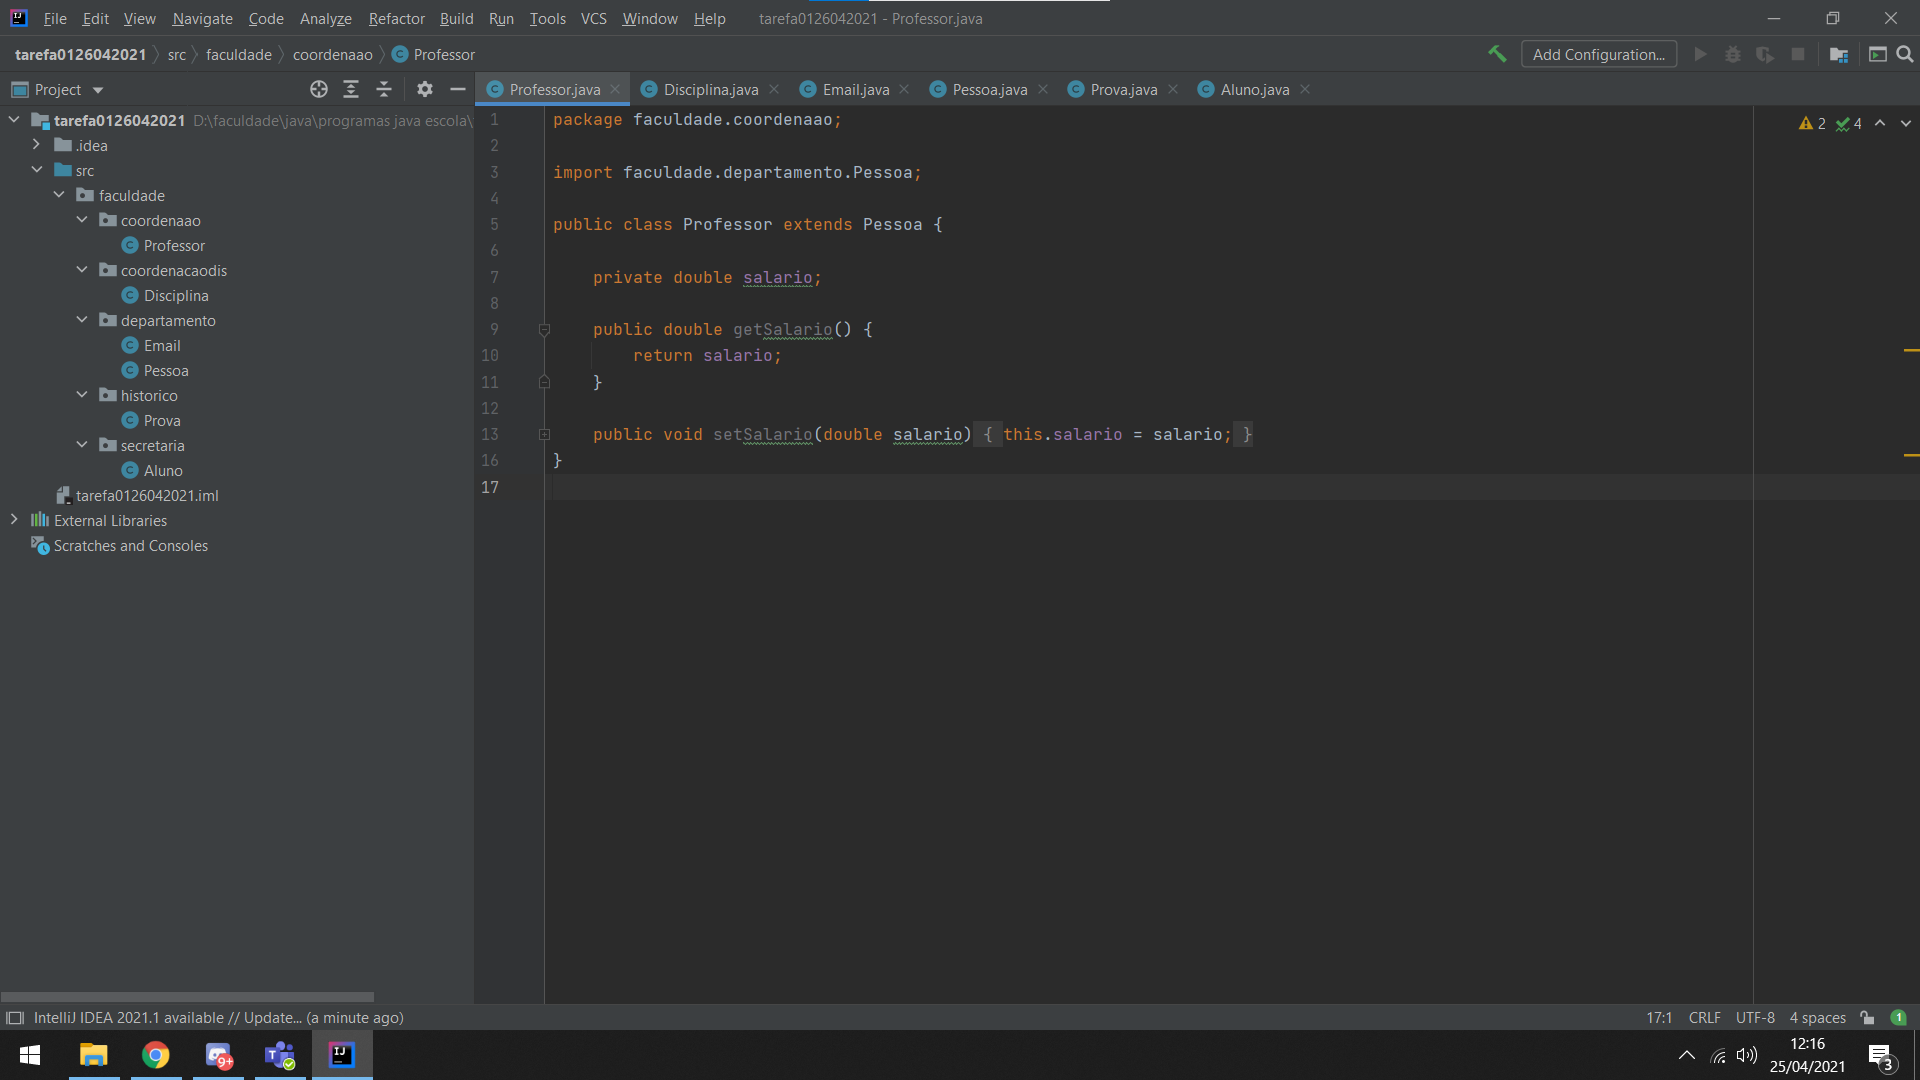 File Edit View Navigate Code Analyze Refactor Build Run Tools VCS Window Help tarefa0126042021 - Professor.java
tarefa0126042021 src faculdade coordenaao Professor
Add Configuration...
Project
Professor.java Disciplina.java Email.java Pessoa.java Prova.java Aluno.java
tarefa0126042021 D:\faculdade\java\programas java escola\
.idea
src
faculdade
coordenaao
Professor
coordenacaodis
Disciplina
departamento
Email
Pessoa
historico
Prova
secretaria
Aluno
tarefa0126042021.iml
External Libraries
Scratches and Consoles
1 package faculdade.coordenaao;
2
3 import faculdade.departamento.Pessoa;
4
5 public class Professor extends Pessoa {
6
7 private double salario;
8
9 public double getSalario() {
10 return salario;
11 }
12
13 public void setSalario(double salario) { this.salario = salario; }
16 }
17
2 4
IntelliJ IDEA 2021.1 available // Update... (a minute ago)
17:1 CRLF UTF-8 4 spaces 1
9+
T
IJ
12:16
25/04/2021
3